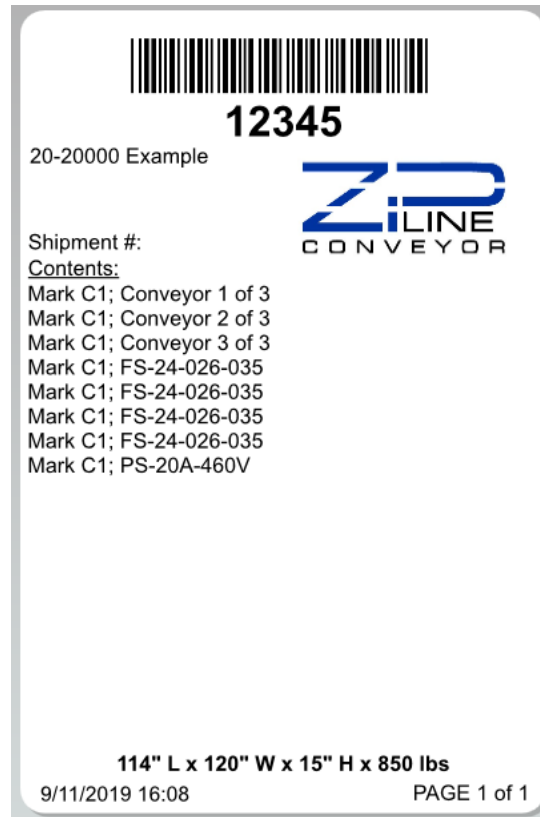 12345
20-20000 Example
ZiPLINE
CONVEYOR
Shipment #:
Contents:
Mark C1; Conveyor 1 of 3
Mark C1; Conveyor 2 of 3
Mark C1; Conveyor 3 of 3
Mark C1; FS-24-026-035
Mark C1; FS-24-026-035
Mark C1; FS-24-026-035
Mark C1; FS-24-026-035
Mark C1; PS-20A-460V
114" L x 120" W x 15" H x 850 lbs
9/11/2019 16:08 PAGE 1 of 1